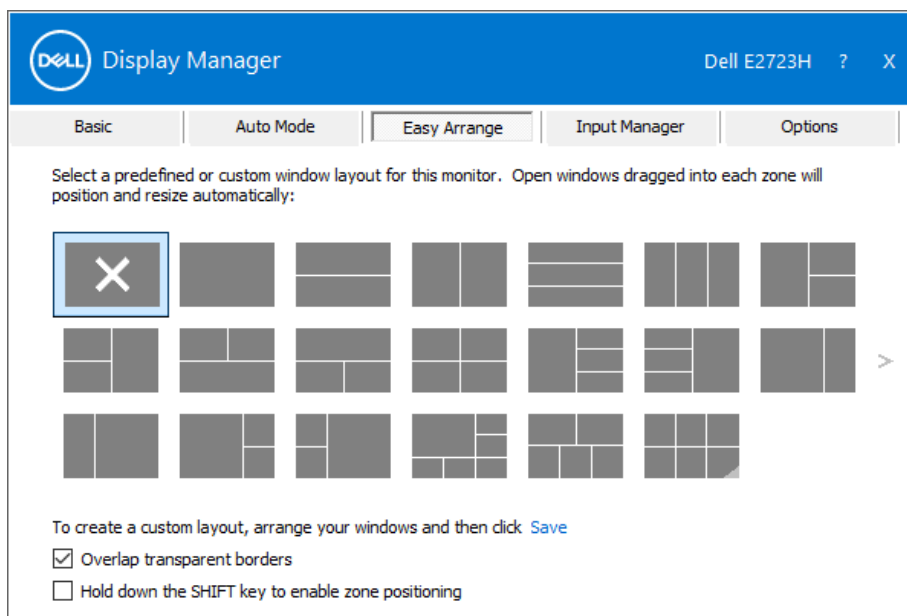 DELL Display Manager Dell E2723H ? X
Basic Auto Mode Easy Arrange Input Manager Options
Select a predefined or custom window layout for this monitor.  Open windows dragged into each zone will
position and resize automatically:
>
To create a custom layout, arrange your windows and then click Save
Overlap transparent borders
Hold down the SHIFT key to enable zone positioning